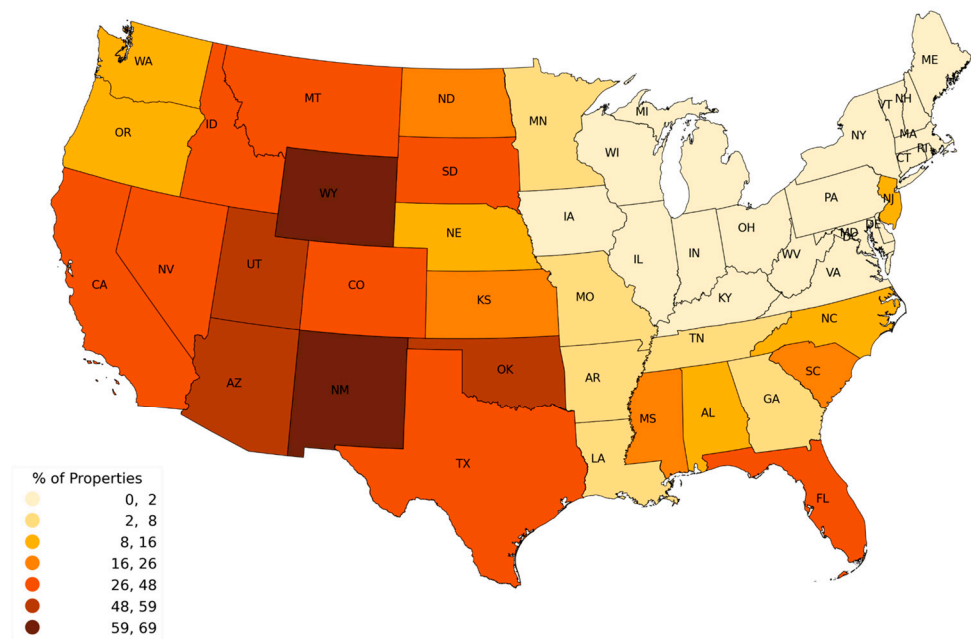 ME
WA
MT
ND
VT
NH
MI
MN
ID
OR
NY
MA
RI
CT
WI
SD
WY
PA
NJ
IA
NE
OH
DE
MD
DC
IN
IL
WV
UT
VA
NV
CO
CA
KY
MO
KS
NC
TN
OK
SC
AR
AZ
NM
GA
AL
MS
LA
TX
FL
% of Properties
0, 2
2, 8
8, 16
16, 26
26, 48
48, 59
59, 69